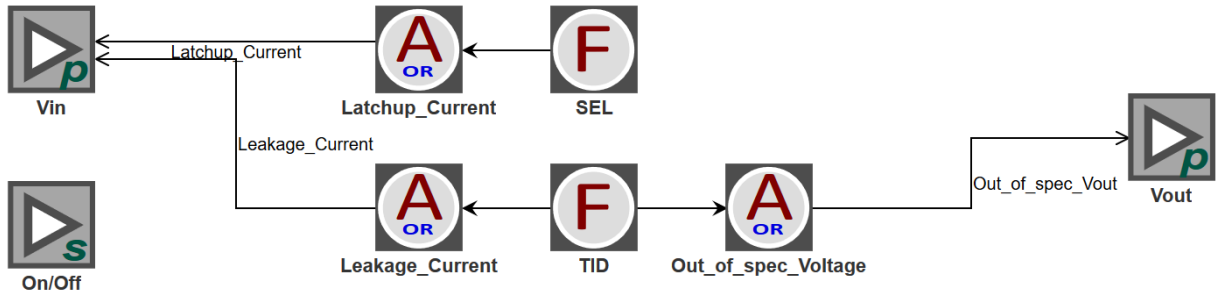 A
OR
F
p
Latchup_Current
Vin
Latchup_Current
SEL
Leakage_Current
p
A
OR
F
A
OR
Out_of_spec_Vout
Vout
s
On/Off
Leakage_Current
TID
Out_of_spec_Voltage